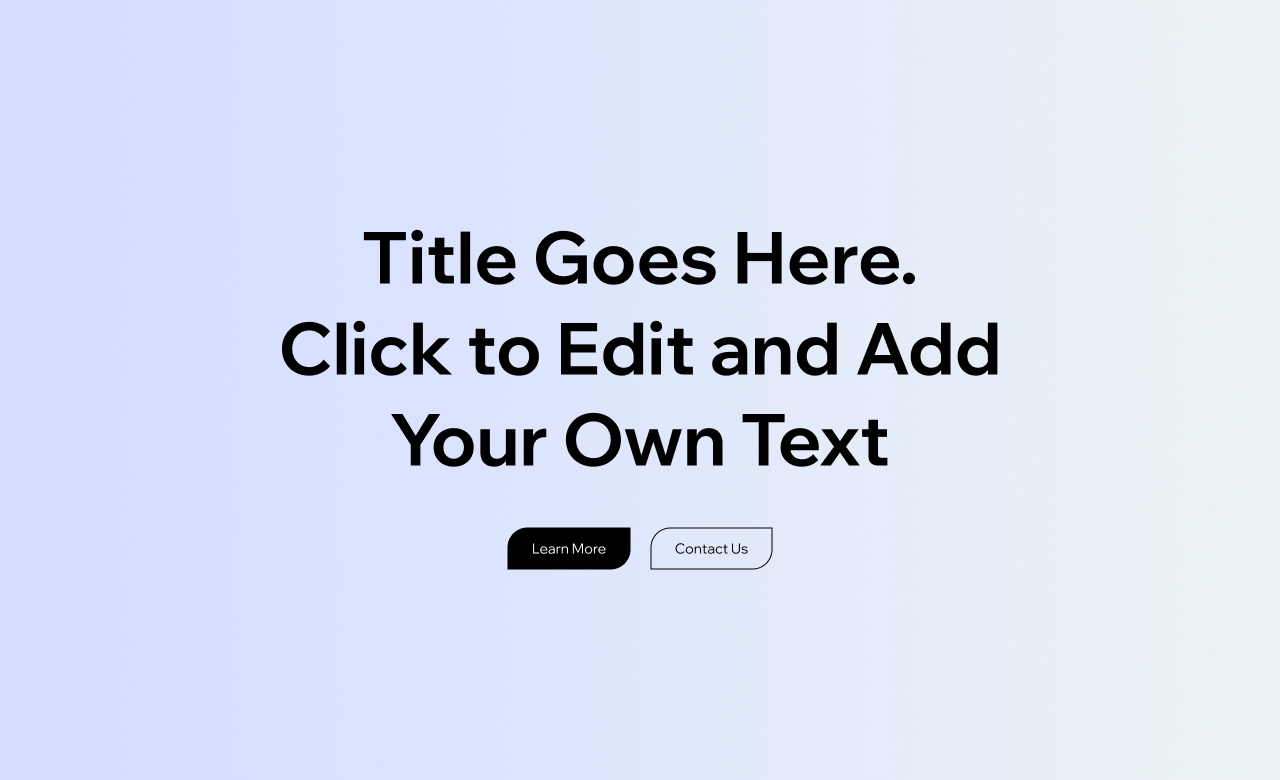 Title Goes Here.
Click to Edit and Add
Your Own Text
Learn More
Contact Us